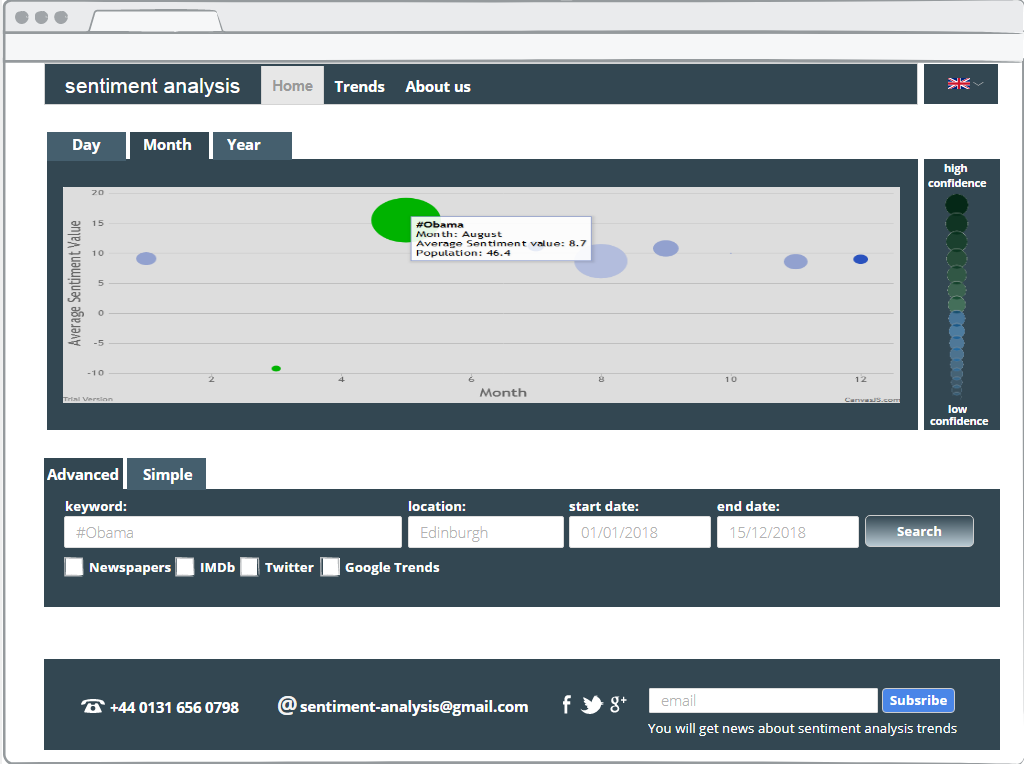 sentiment analysis Home Trends About us
Day Month Year
high
confidence
20
15
10
5
0
-5
-10
Average Sentiment Value
#Obama
Month: August
Average Sentiment value: 8.7
Population: 46.4
2 4 6 8 10 12
Month
Trial Version
CanvasJS.com
low
confidence
Advanced Simple
keyword: location: start date: end date:
#Obama Edinburgh 01/01/2018 15/12/2018 Search
Newspapers IMDb Twitter Google Trends
+44 0131 656 0798 @ sentiment-analysis@gmail.com f g+ email Subsribe
You will get news about sentiment analysis trends